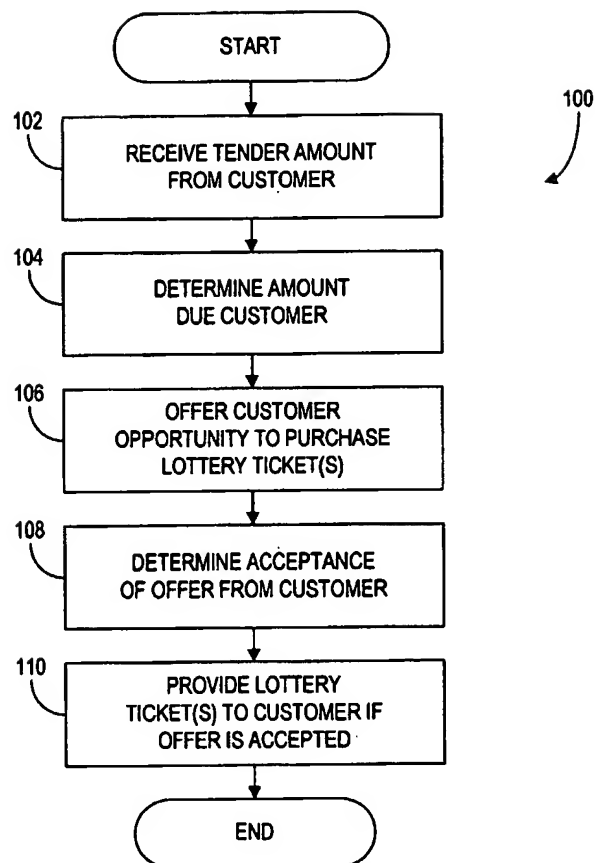 START
100
102
RECEIVE TENDER AMOUNT
FROM CUSTOMER
104
DETERMINE AMOUNT
DUE CUSTOMER
106
OFFER CUSTOMER
OPPORTUNITY TO PURCHASE
LOTTERY TICKET(S)
108
DETERMINE ACCEPTANCE
OF OFFER FROM CUSTOMER
110
PROVIDE LOTTERY
TICKET(S) TO CUSTOMER IF
OFFER IS ACCEPTED
END